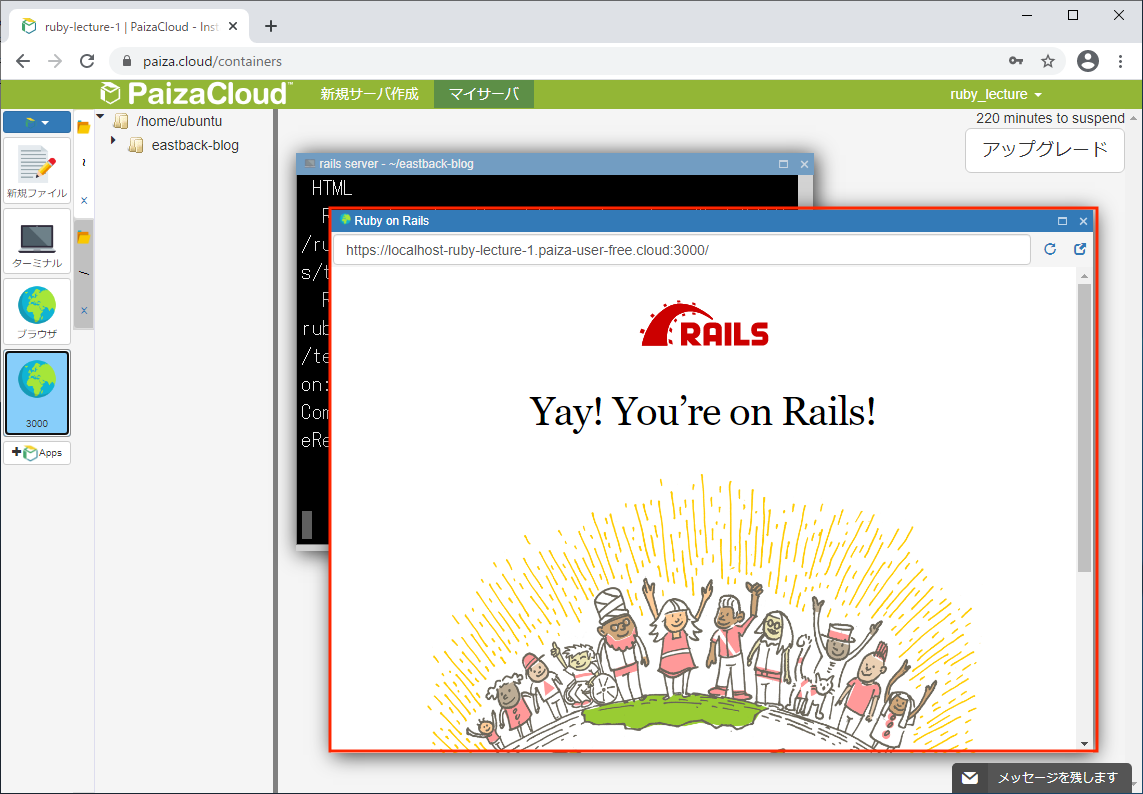 ruby-lecture-1 | PaizaCloud - Inst
paiza.cloud/containers
PaizaCloud
新規サーバ作成
マイサーバ
ruby_lecture
新規ファイル
ターミナル
ブラウザ
3000
Apps
/home/ubuntu
eastback-blog
220 minutes to suspend
アップグレード
rails server - ~/eastback-blog
HTML
R
/ru
s/t
R
rub
/te
on:
Com
eRe
Ruby on Rails
https://localhost-ruby-lecture-1.paiza-user-free.cloud:3000/
RAILS
Yay! You’re on Rails!
メッセージを残します